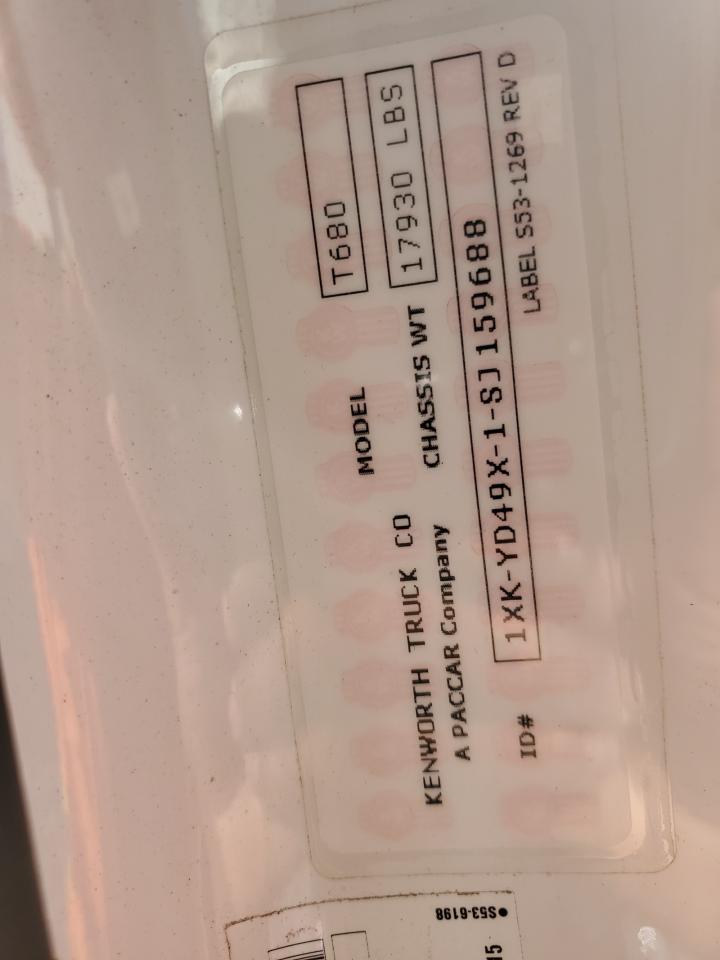 MODEL T680
KENWORTH TRUCK CO
A PACCAR Company
CHASSIS WT 17930 LBS
ID# 1XK-YD49X-1-SJ159688
LABEL S53-1269 REV D
●S53-6198